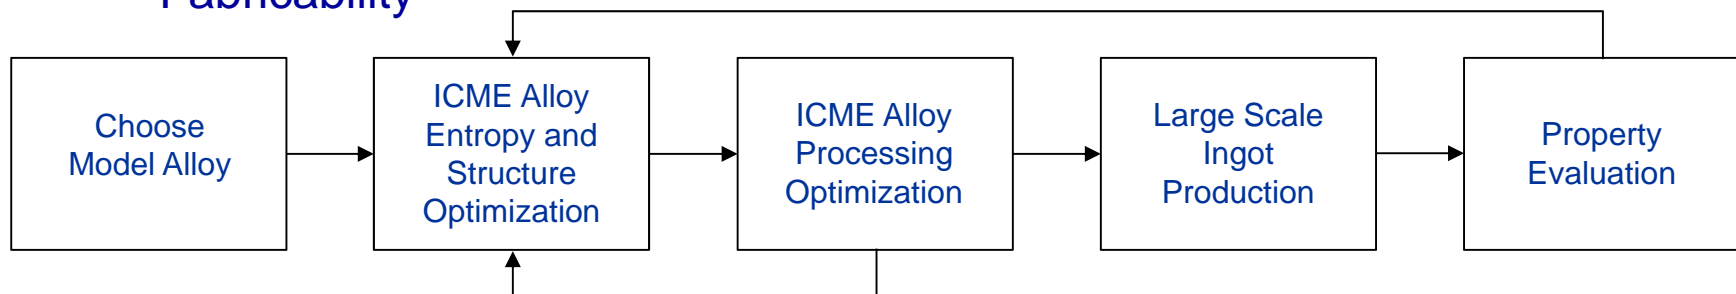 Fabricability
Choose
Model Alloy
ICME Alloy
Entropy and
Structure
Optimization
ICME Alloy
Processing
Optimization
Large Scale
Ingot
Production
Property
Evaluation